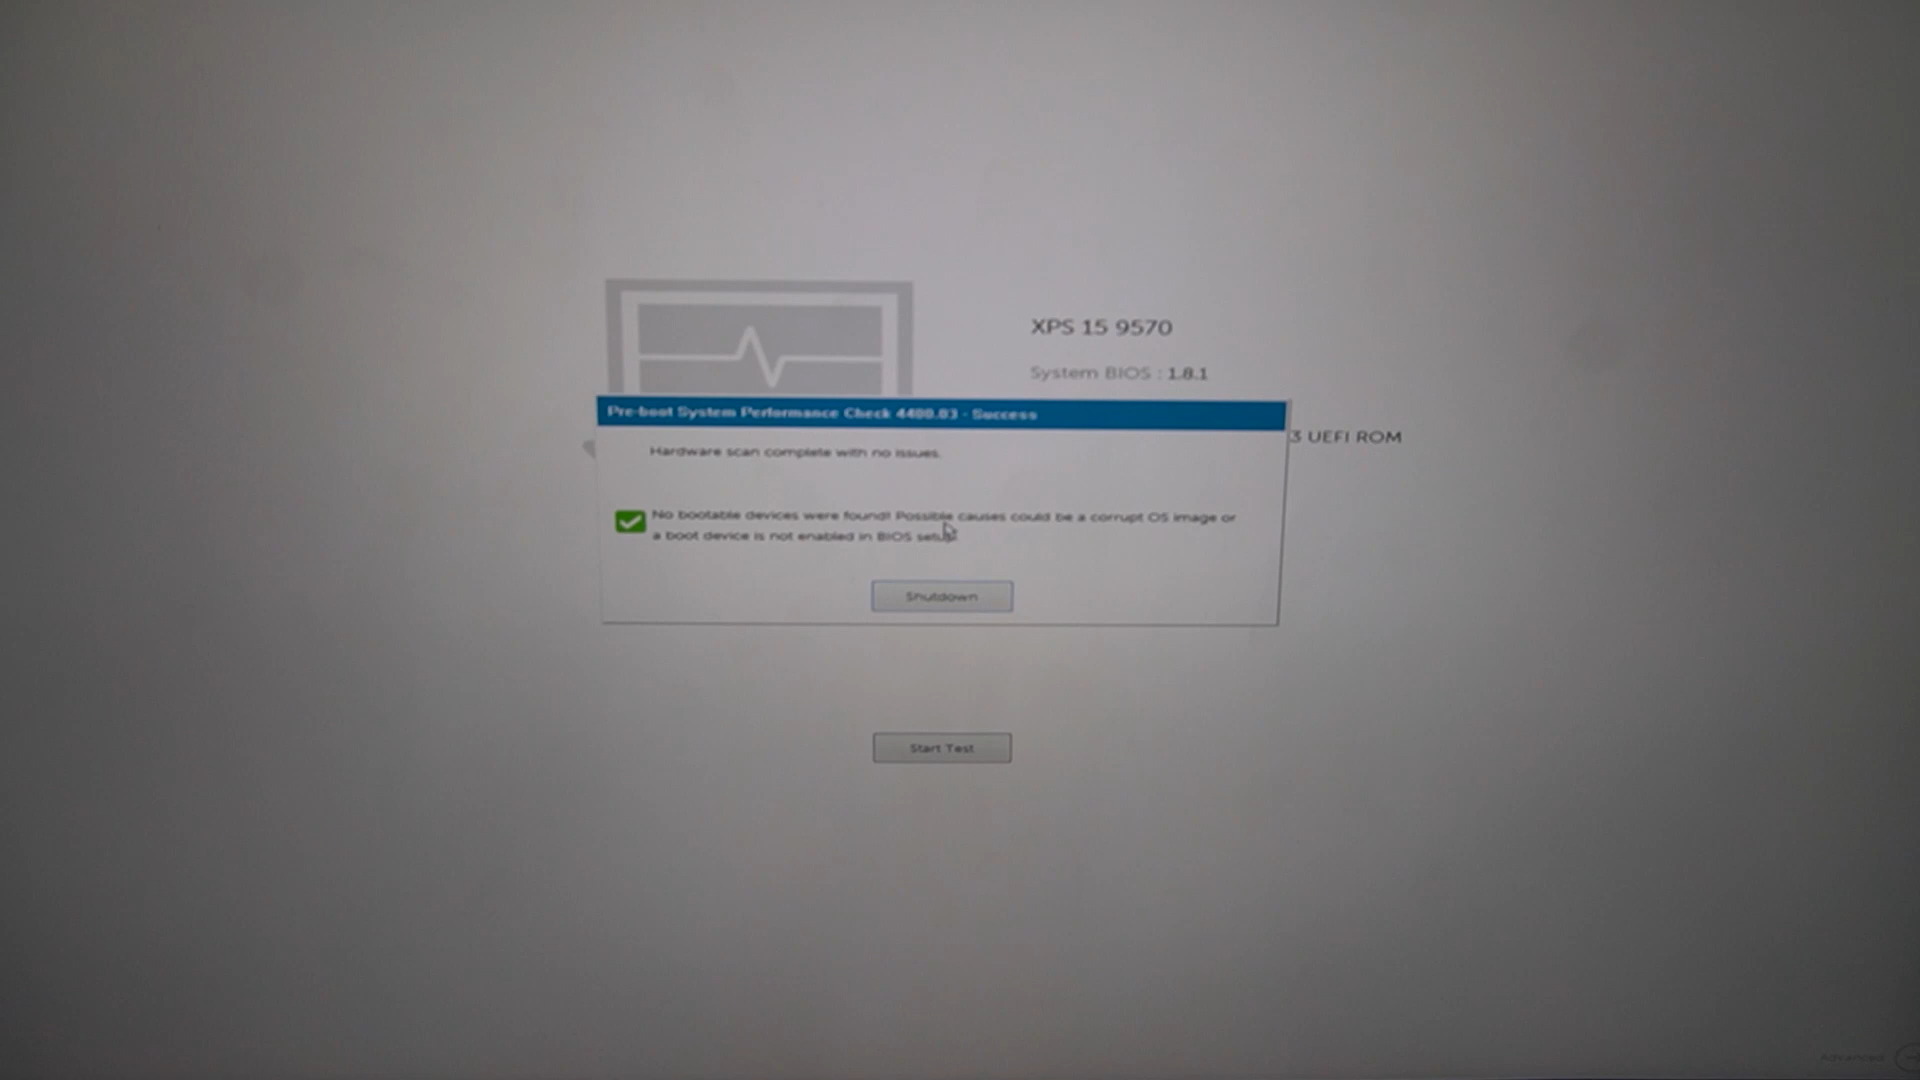 XPS 15 9570
System BIOS : 1.8.1
3 UEFI ROM
Pre-boot System Performance Check 4400.03 - Success
Hardware scan complete with no issues.
No bootable devices were found! Possible causes could be a corrupt OS image or
a boot device is not enabled in BIOS setup.
Shutdown
Start Test
Advanced